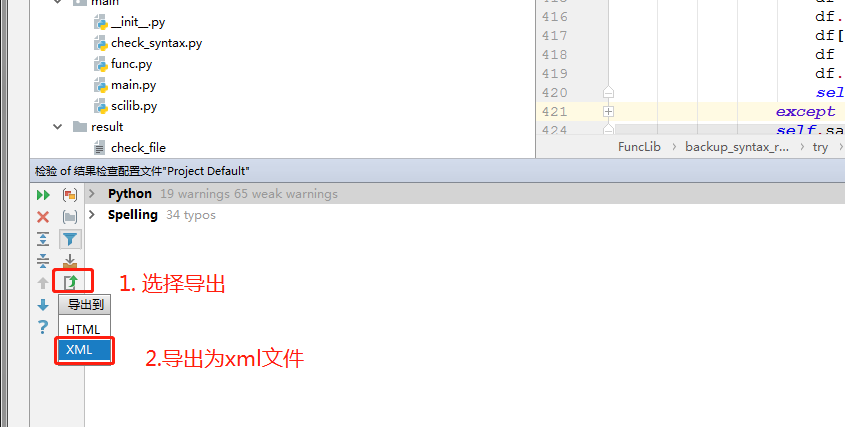 main
__init__.py
check_syntax.py
func.py
main.py
scilib.py
result
check_file
415
416
417
418
419
420
421
424
df
df.
df[
df
df.
sel
except
self.sa
FuncLib
backup_syntax_r...
try
检验 of 结果检查配置文件"Project Default"
Python 19 warnings 65 weak warnings
Spelling 34 typos
1. 选择导出
导出到
HTML
XML
2.导出为xml文件
?